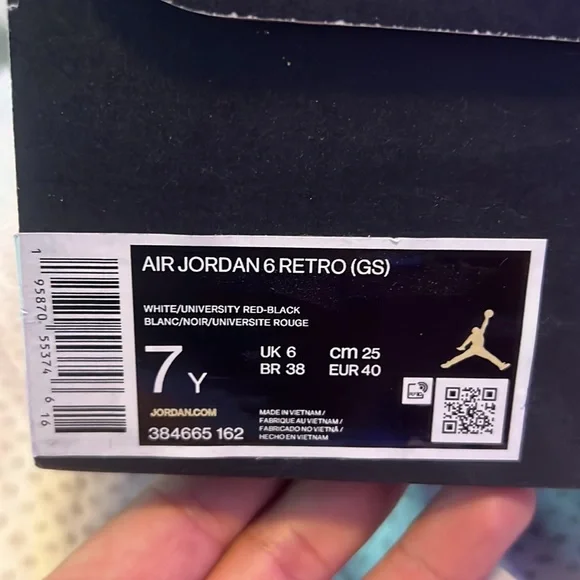 AIR JORDAN 6 RETRO (GS)
WHITE/UNIVERSITY RED-BLACK
BLANC/NOIR/UNIVERSITE ROUGE
7 Y
UK 6 cm 25
BR 38 EUR 40
JORDAN.COM
384665 162
MADE IN VIETNAM /
FABRIQUE AU VIETNAM /
FABRICADO NO VIETNÃ /
HECHO EN VIETNAM
1 95870 55374 6 16